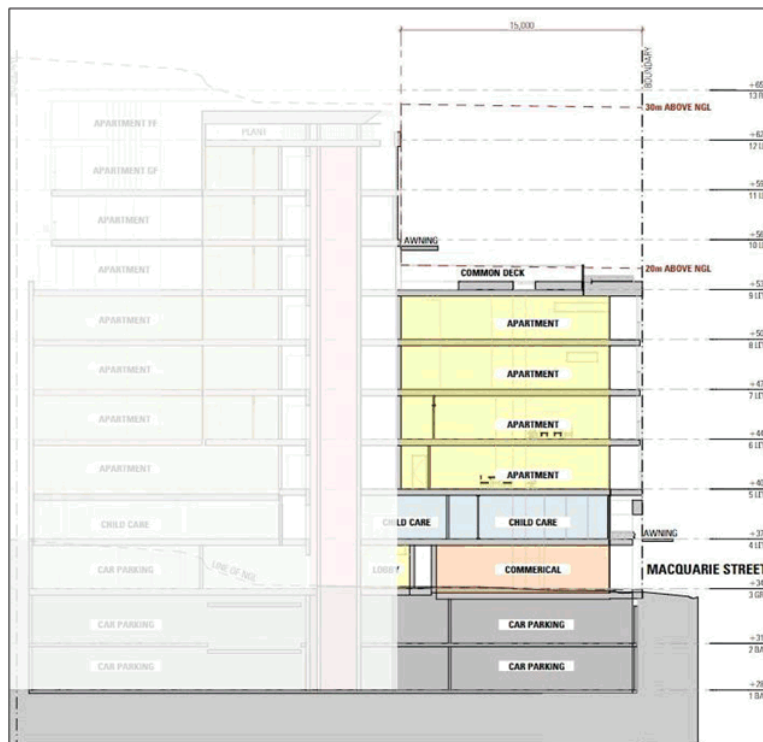 15,000
BOUNDARY
30m ABOVE NGL
APARTMENT FF
PLANT
APARTMENT GF
APARTMENT
AWNING
20m ABOVE NGL
APARTMENT
COMMON DECK
APARTMENT
APARTMENT
APARTMENT
APARTMENT
APARTMENT
APARTMENT
APARTMENT
APARTMENT
CHILD CARE
CHILD CARE
CHILD CARE
AWNING
CAR PARKING
LINE OF NGL
LOBBY
COMMERICAL
MACQUARIE STREET
CAR PARKING
CAR PARKING
CAR PARKING
CAR PARKING